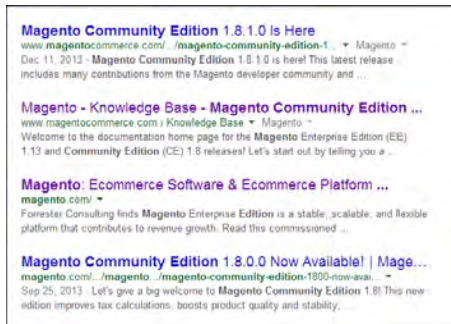 Magento Community Edition 1.8.1.0 Is Here
www.magentocommerce.com/.../magento-community-edition-1... ▼ Magento ▼
Dec 11, 2013 - Magento Community Edition 1.8.1.0 is here! This latest release
includes many contributions from the Magento developer community and ...
Magento - Knowledge Base - Magento Community Edition ...
www.magentocommerce.com › Knowledge Base ▼ Magento ▼
Welcome to the documentation home page for the Magento Enterprise Edition (EE)
1.13 and Community Edition (CE) 1.8 releases! Let's start out by telling you a ...
Magento: Ecommerce Software & Ecommerce Platform ...
magento.com/ ▼
Forrester Consulting finds Magento Enterprise Edition is a stable, scalable, and flexible
platform that contributes to revenue growth. Read this commissioned ...
Magento Community Edition 1.8.0.0 Now Available! | Mage...
magento.com/.../magento.../magento-community-edition-1800-now-avai... ▼
Sep 25, 2013 - Let's give a big welcome to Magento Community Edition 1.8! This new
edition improves tax calculations, boosts product quality and stability, ...